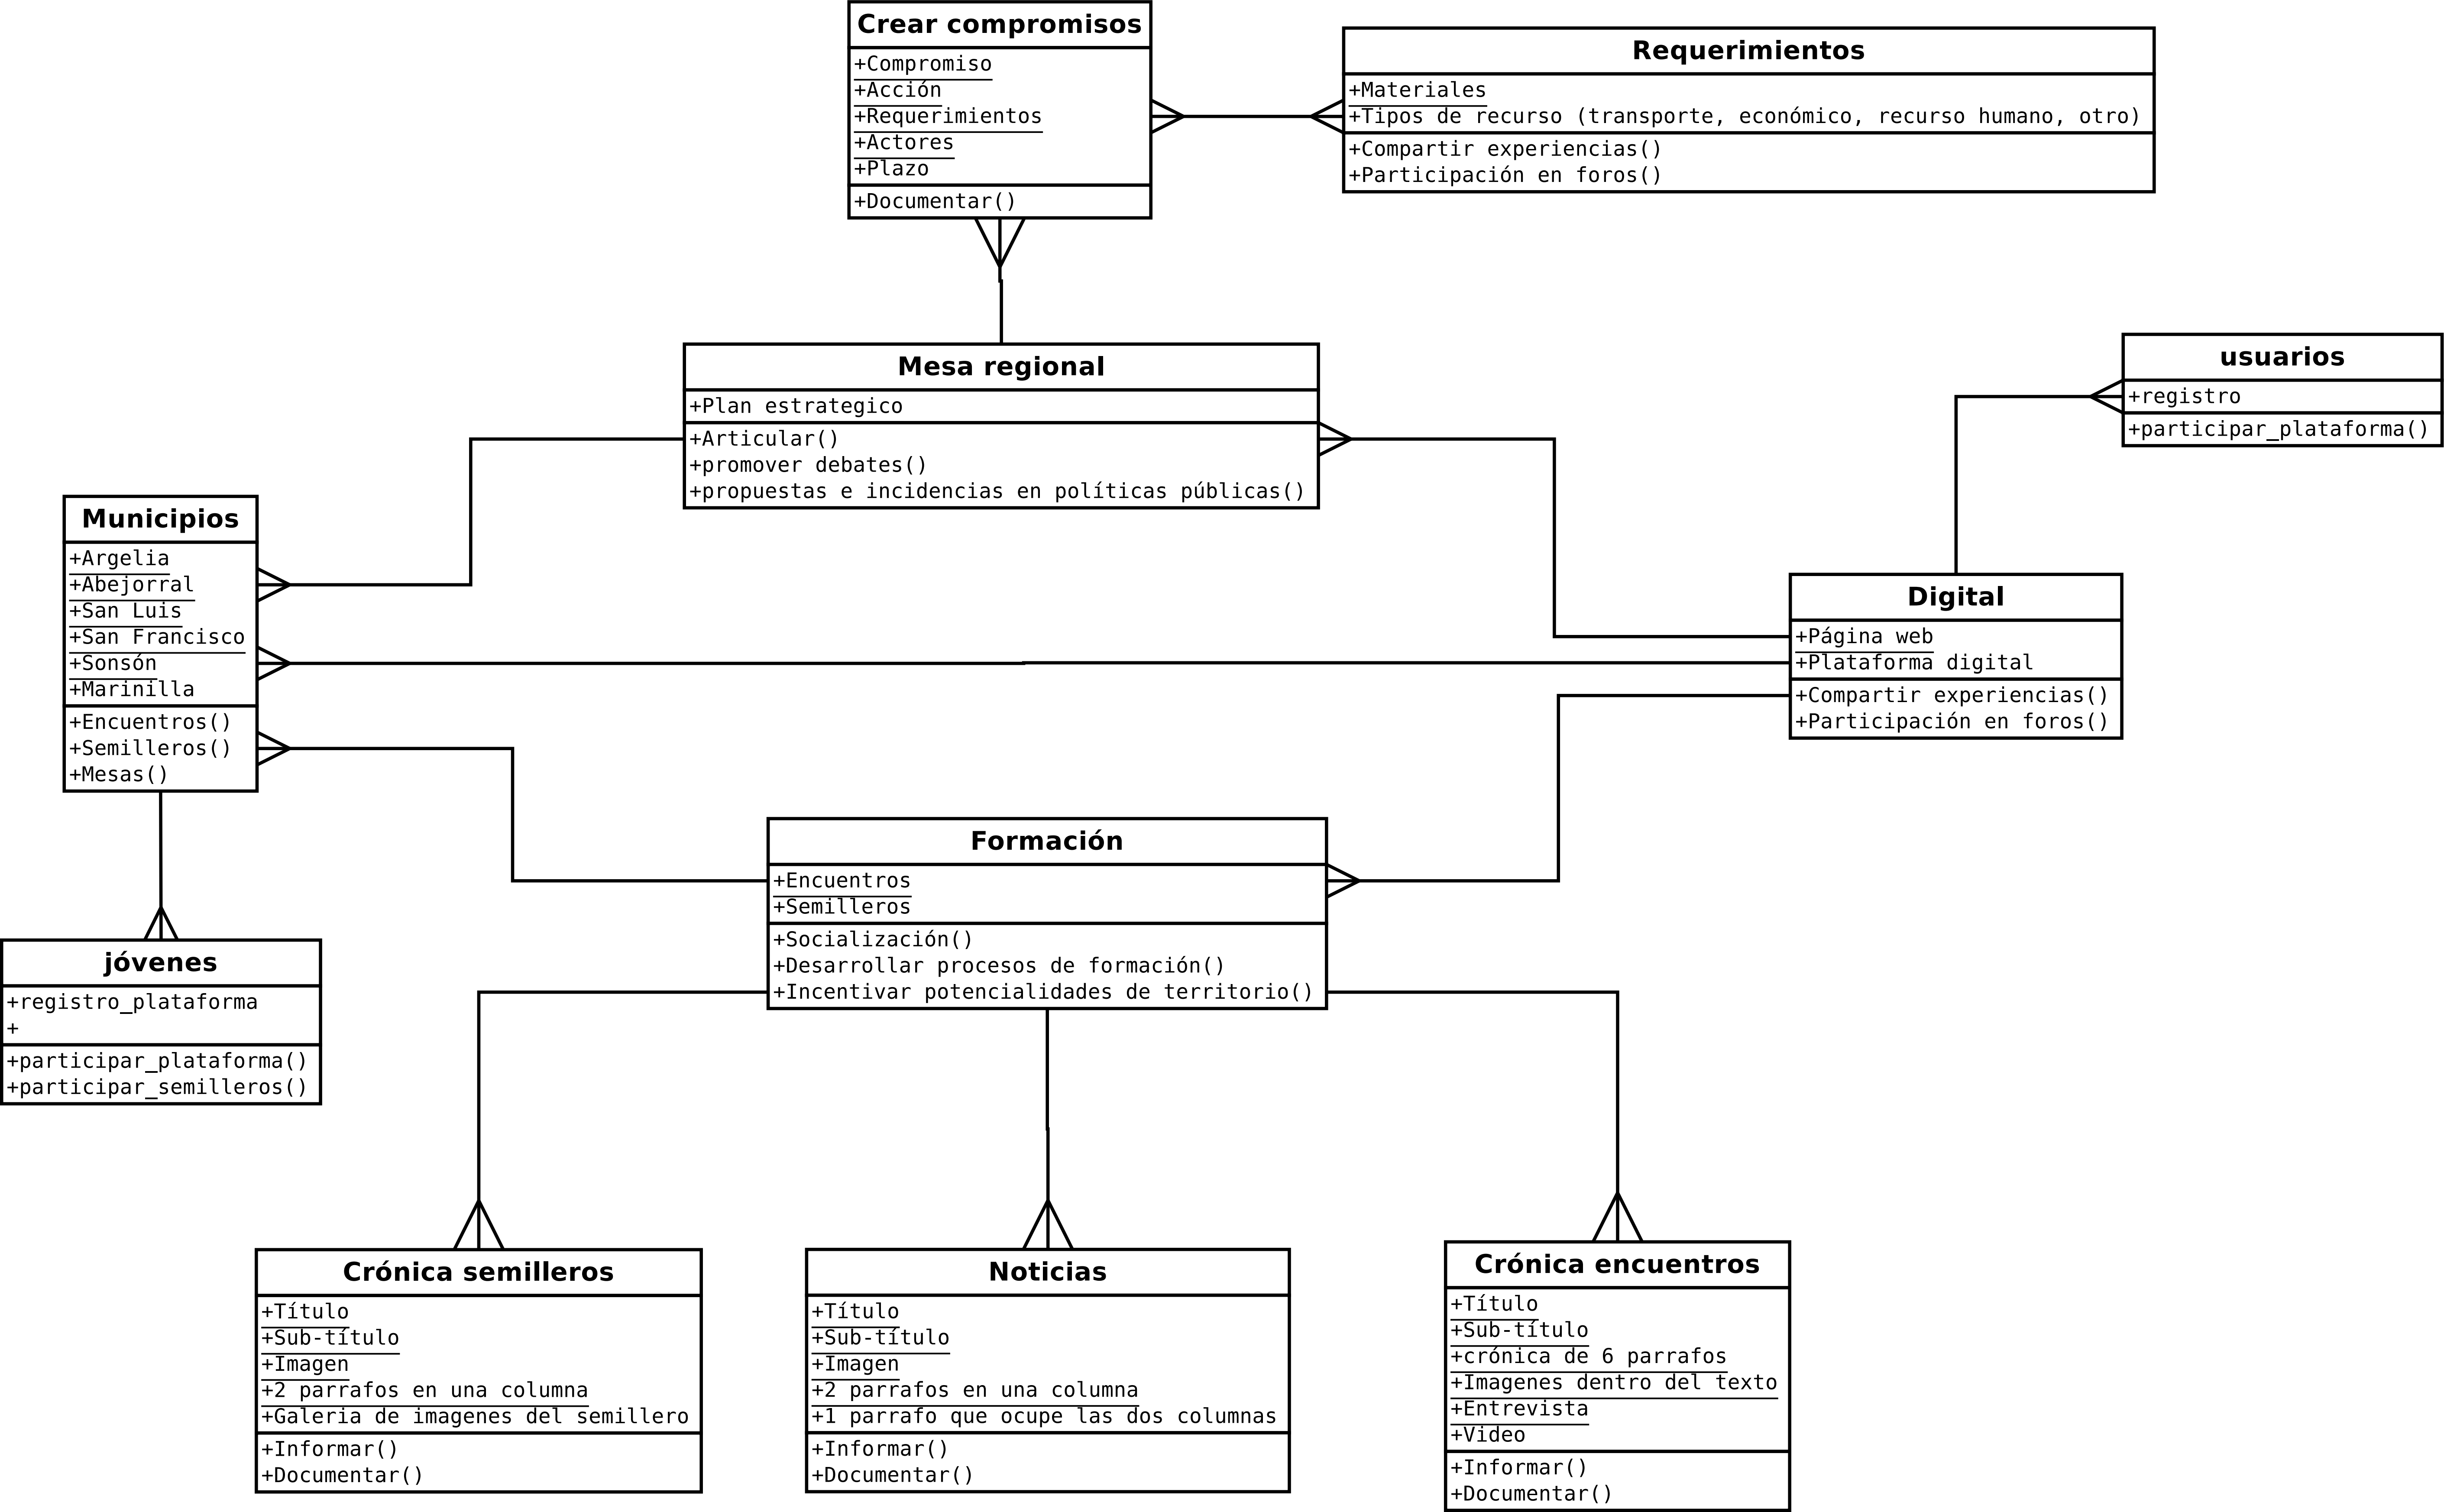 Crear compromisos
+Compromiso
+Acción
+Requerimientos
+Actores
+Plazo
+Documentar()
Requerimientos
+Materiales
+Tipos de recurso (transporte, económico, recurso humano, otro)
+Compartir experiencias()
+Participación en foros()
Mesa regional
+Plan estrategico
+Articular()
+promover debates()
+propuestas e incidencias en políticas públicas()
usuarios
+registro
+participar_plataforma()
Municipios
+Argelia
+Abejorral
+San Luis
+San Francisco
+Sonsón
+Marinilla
+Encuentros()
+Semilleros()
+Mesas()
Digital
+Página web
+Plataforma digital
+Compartir experiencias()
+Participación en foros()
Formación
+Encuentros
+Semilleros
+Socialización()
+Desarrollar procesos de formación()
+Incentivar potencialidades de territorio()
jóvenes
+registro_plataforma
+
+participar_plataforma()
+participar_semilleros()
Crónica semilleros
+Título
+Sub-título
+Imagen
+2 parrafos en una columna
+Galeria de imagenes del semillero
+Informar()
+Documentar()
Noticias
+Título
+Sub-título
+Imagen
+2 parrafos en una columna
+1 parrafo que ocupe las dos columnas
+Informar()
+Documentar()
Crónica encuentros
+Título
+Sub-título
+crónica de 6 parrafos
+Imagenes dentro del texto
+Entrevista
+Video
+Informar()
+Documentar()